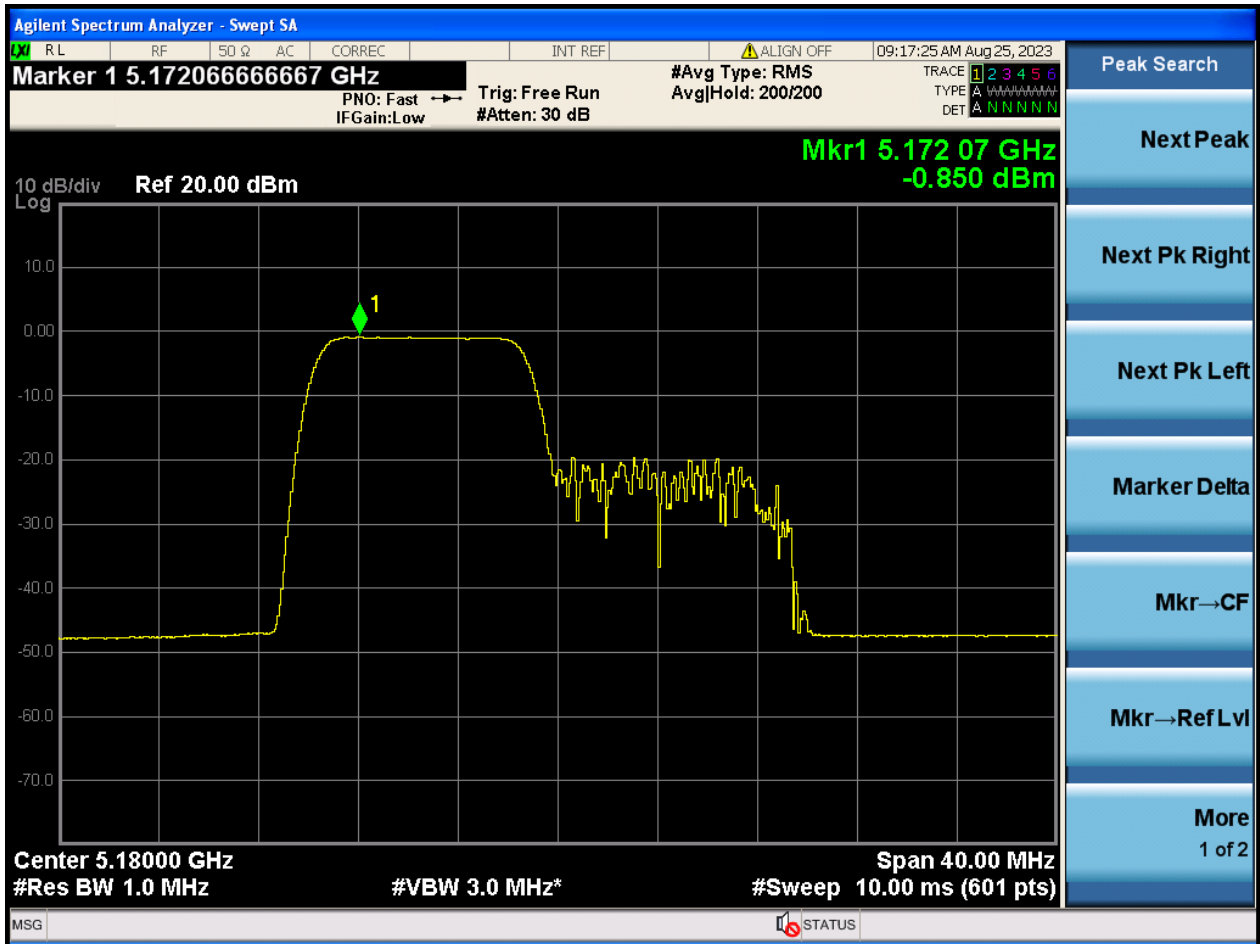 Agilent Spectrum Analyzer - Swept SA
LXI RL RF 50 Ω AC CORREC INT REF ALIGN OFF 09:17:25 AM Aug 25, 2023
Marker 1 5.172066666667 GHz
PNO: Fast
IFGain:Low
Trig: Free Run
#Atten: 30 dB
#Avg Type: RMS
Avg|Hold: 200/200
TRACE 1 2 3 4 5 6
TYPE A WWWWW
DET A N N N N N
Mkr1 5.172 07 GHz
-0.850 dBm
10 dB/div Ref 20.00 dBm
Log
1
10.0
0.00
-10.0
-20.0
-30.0
-40.0
-50.0
-60.0
-70.0
Center 5.18000 GHz Span 40.00 MHz
#Res BW 1.0 MHz #VBW 3.0 MHz* #Sweep 10.00 ms (601 pts)
MSG STATUS
Peak Search
Next Peak
Next Pk Right
Next Pk Left
Marker Delta
Mkr→CF
Mkr→Ref Lvl
More
1 of 2